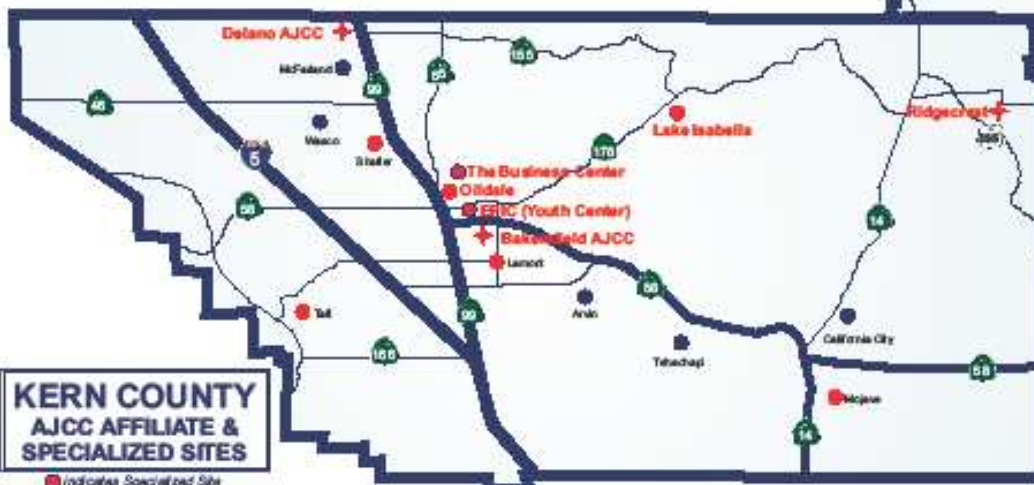 Delano AJCC
McFarland
99
65
155
46
Wasco
Shafter
5
178
Lake Isabella
Ridgecrest
395
The Business Center
Oildale
58
EPIC (Youth Center)
14
Bakersfield AJCC
Lamont
58
Arvin
Taft
99
California City
166
Tehachapi
58
Mojave
14
KERN COUNTY
AJCC AFFILIATE &
SPECIALIZED SITES
indicates Specialized Site